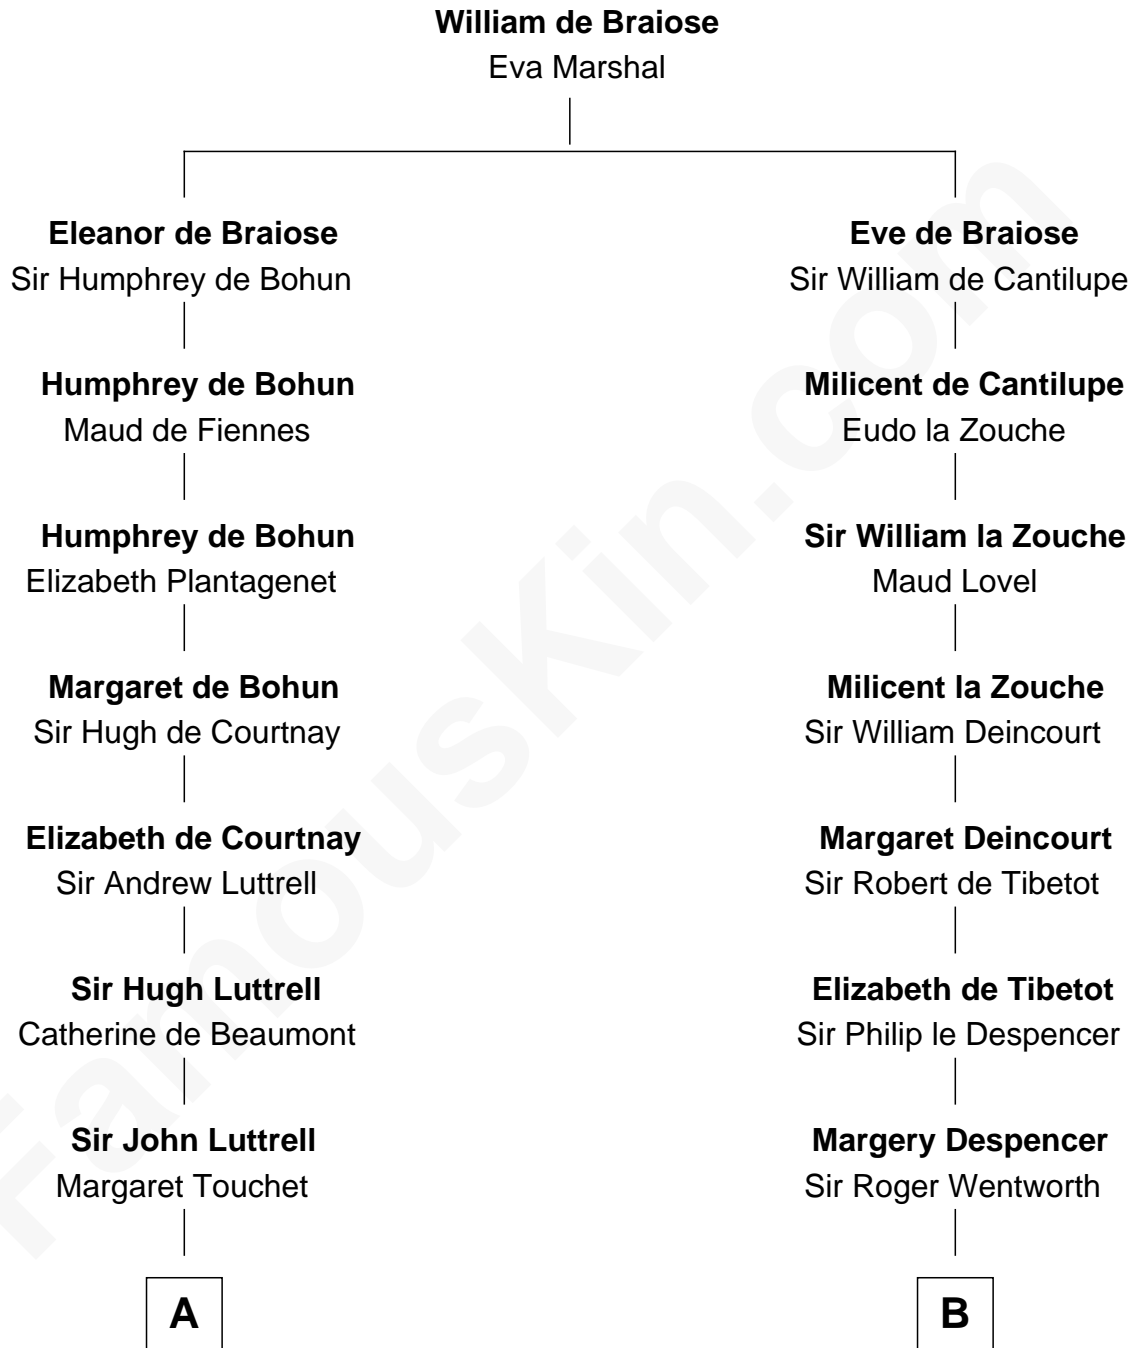 William de Braiose
Eva Marshal
Eleanor de Braiose
Sir Humphrey de Bohun
Humphrey de Bohun
Maud de Fiennes
Humphrey de Bohun
Elizabeth Plantagenet
Margaret de Bohun
Sir Hugh de Courtnay
Elizabeth de Courtnay
Sir Andrew Luttrell
Sir Hugh Luttrell
Catherine de Beaumont
Sir John Luttrell
Margaret Touchet
A
Eve de Braiose
Sir William de Cantilupe
Milicent de Cantilupe
Eudo la Zouche
Sir William la Zouche
Maud Lovel
Milicent la Zouche
Sir William Deincourt
Margaret Deincourt
Sir Robert de Tibetot
Elizabeth de Tibetot
Sir Philip le Despencer
Margery Despencer
Sir Roger Wentworth
B
FamousKin.com